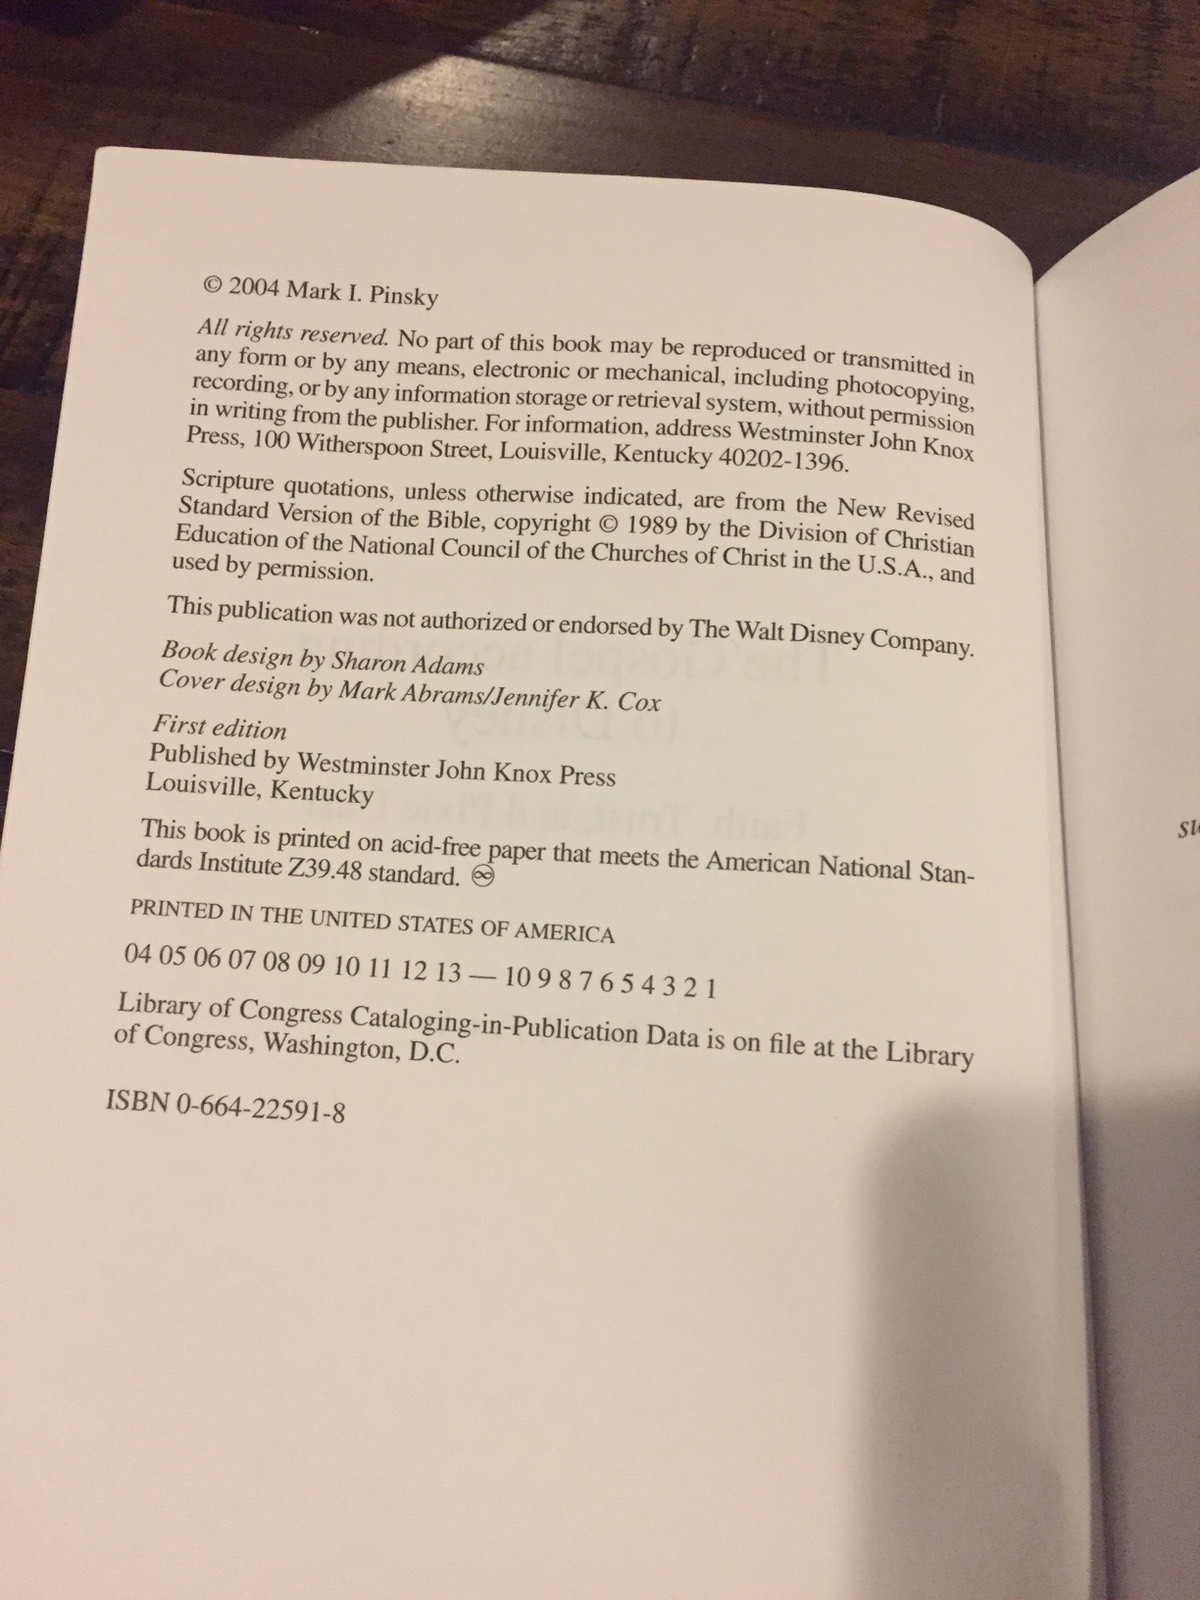 © 2004 Mark I. Pinsky
All rights reserved. No part of this book may be reproduced or transmitted in
any form or by any means, electronic or mechanical, including photocopying,
recording, or by any information storage or retrieval system, without permission
in writing from the publisher. For information, address Westminster John Knox
Press, 100 Witherspoon Street, Louisville, Kentucky 40202-1396.
Scripture quotations, unless otherwise indicated, are from the New Revised
Standard Version of the Bible, copyright © 1989 by the Division of Christian
Education of the National Council of the Churches of Christ in the U.S.A., and
used by permission.
This publication was not authorized or endorsed by The Walt Disney Company.
Book design by Sharon Adams
Cover design by Mark Abrams/Jennifer K. Cox
First edition
Published by Westminster John Knox Press
Louisville, Kentucky
This book is printed on acid-free paper that meets the American National Stan-
dards Institute Z39.48 standard. ♾
PRINTED IN THE UNITED STATES OF AMERICA
04 05 06 07 08 09 10 11 12 13 — 10 9 8 7 6 5 4 3 2 1
Library of Congress Cataloging-in-Publication Data is on file at the Library
of Congress, Washington, D.C.
ISBN 0-664-22591-8